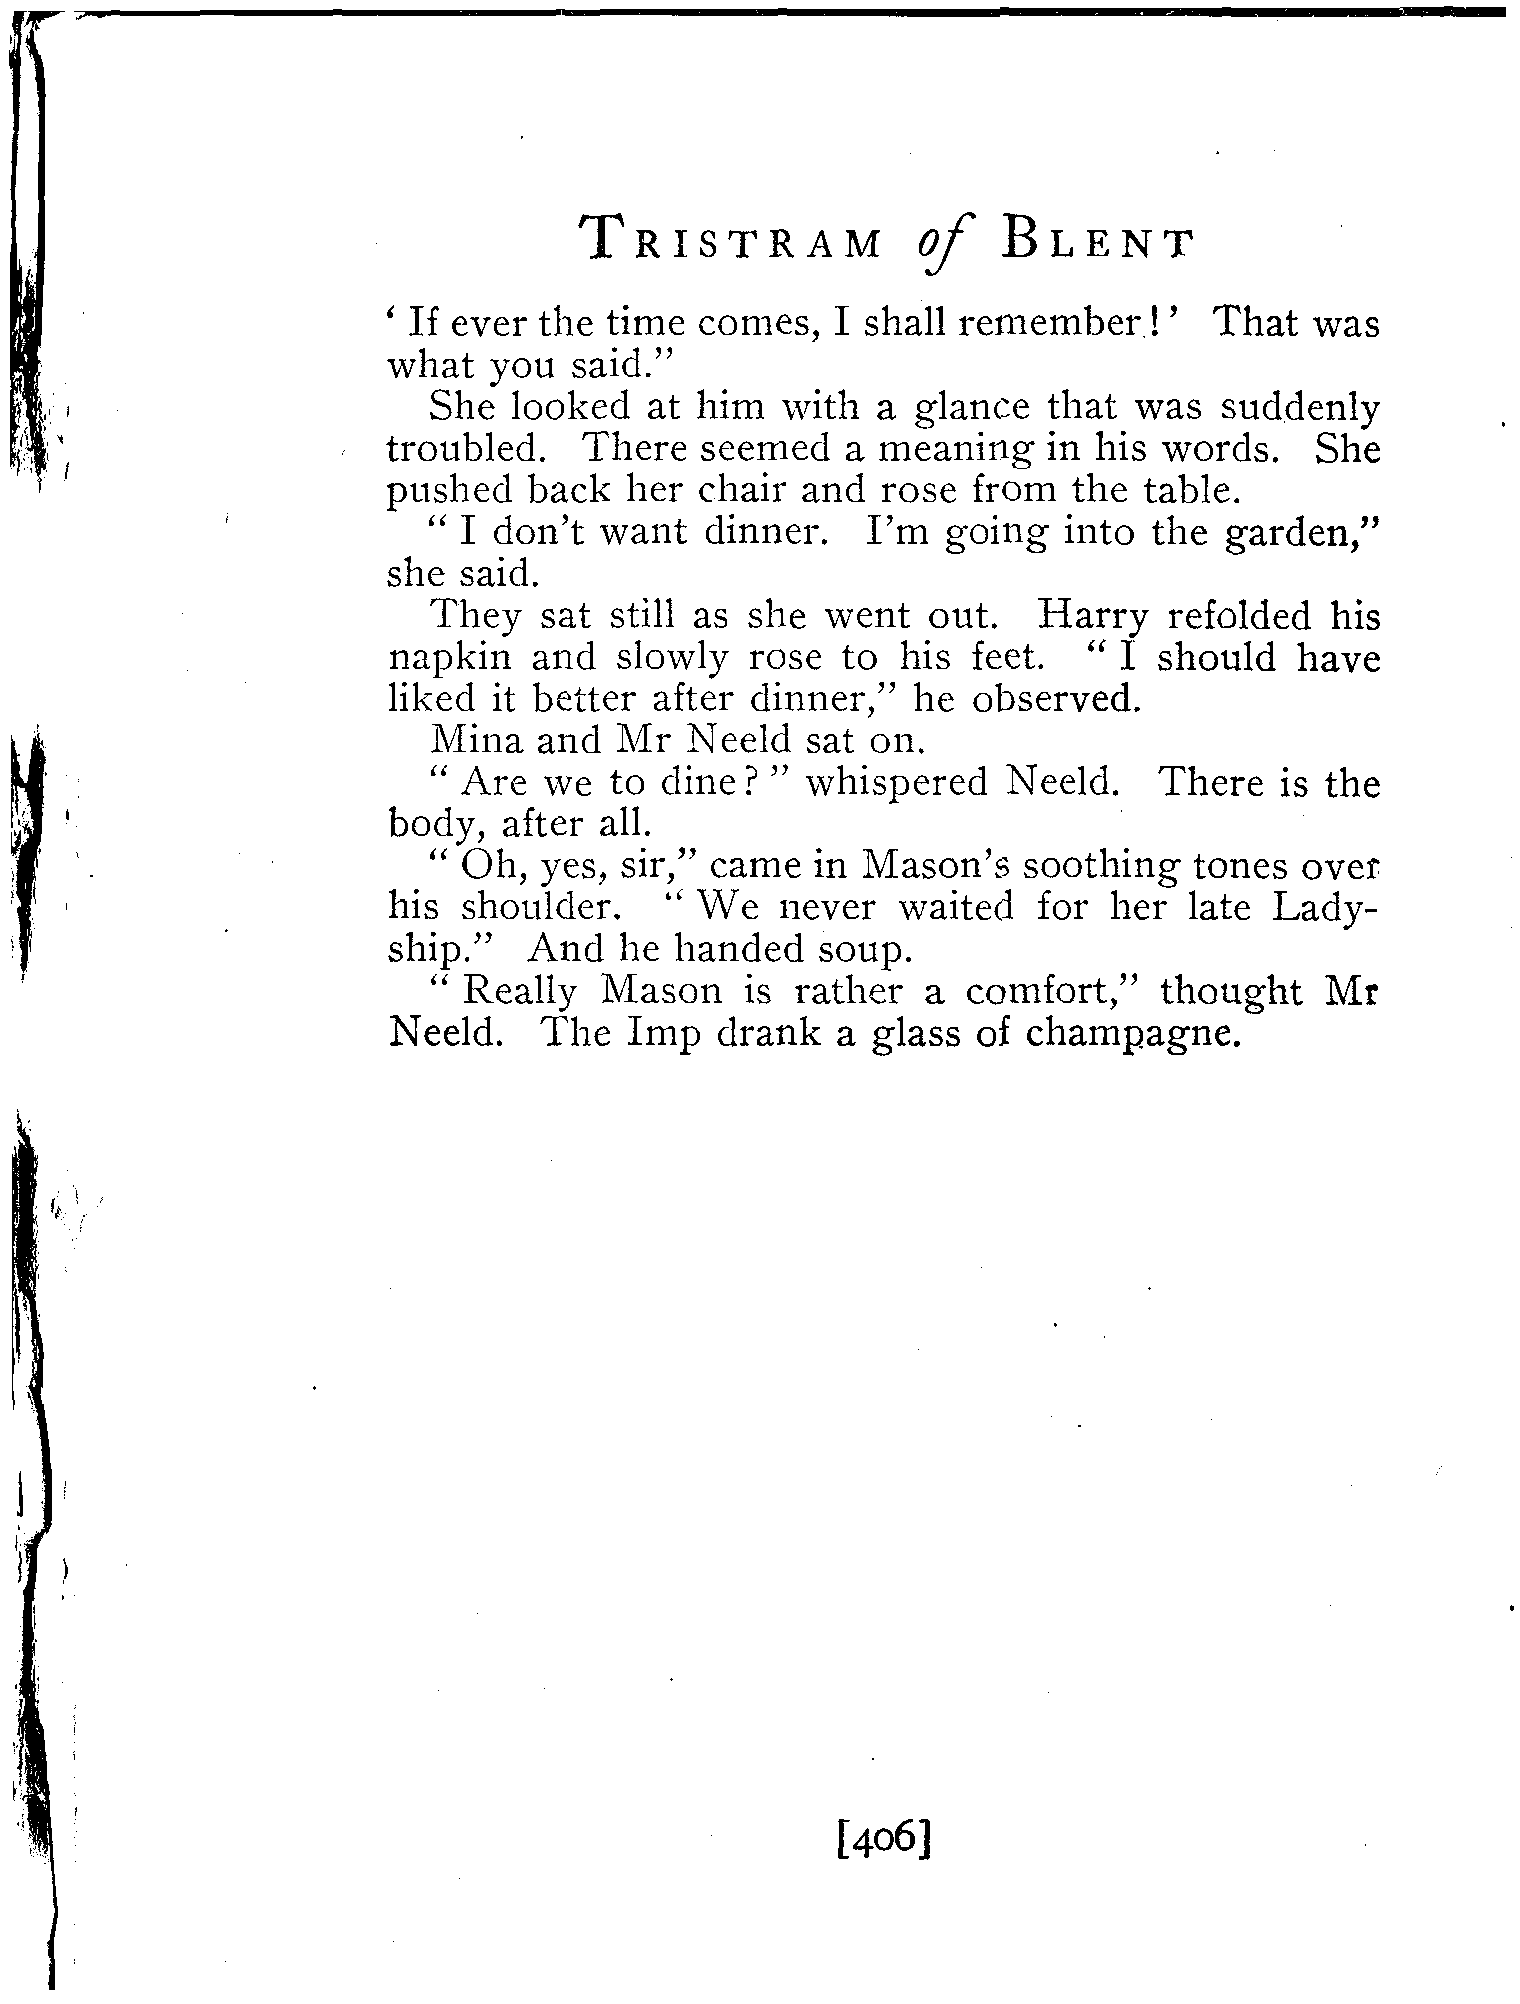 Tristram of Blent
‘ If ever the time comes, I shall remember! ’ That was
what you said.”
She looked at him with a glance that was suddenly
troubled. There seemed a meaning in his words. She
pushed back her chair and rose from the table.
“ I don't want dinner. I'm going into the garden,”
she said.
They sat still as she went out. Harry refolded his
napkin and slowly rose to his feet. “ I should have
liked it better after dinner,” he observed.
Mina and Mr Neeld sat on.
“ Are we to dine? ” whispered Neeld. There is the
body, after all.
“ Oh, yes, sir,” came in Mason's soothing tones over
his shoulder. “ We never waited for her late Lady-
ship.” And he handed soup.
“ Really Mason is rather a comfort,” thought Mr
Neeld. The Imp drank a glass of champagne.
[406]